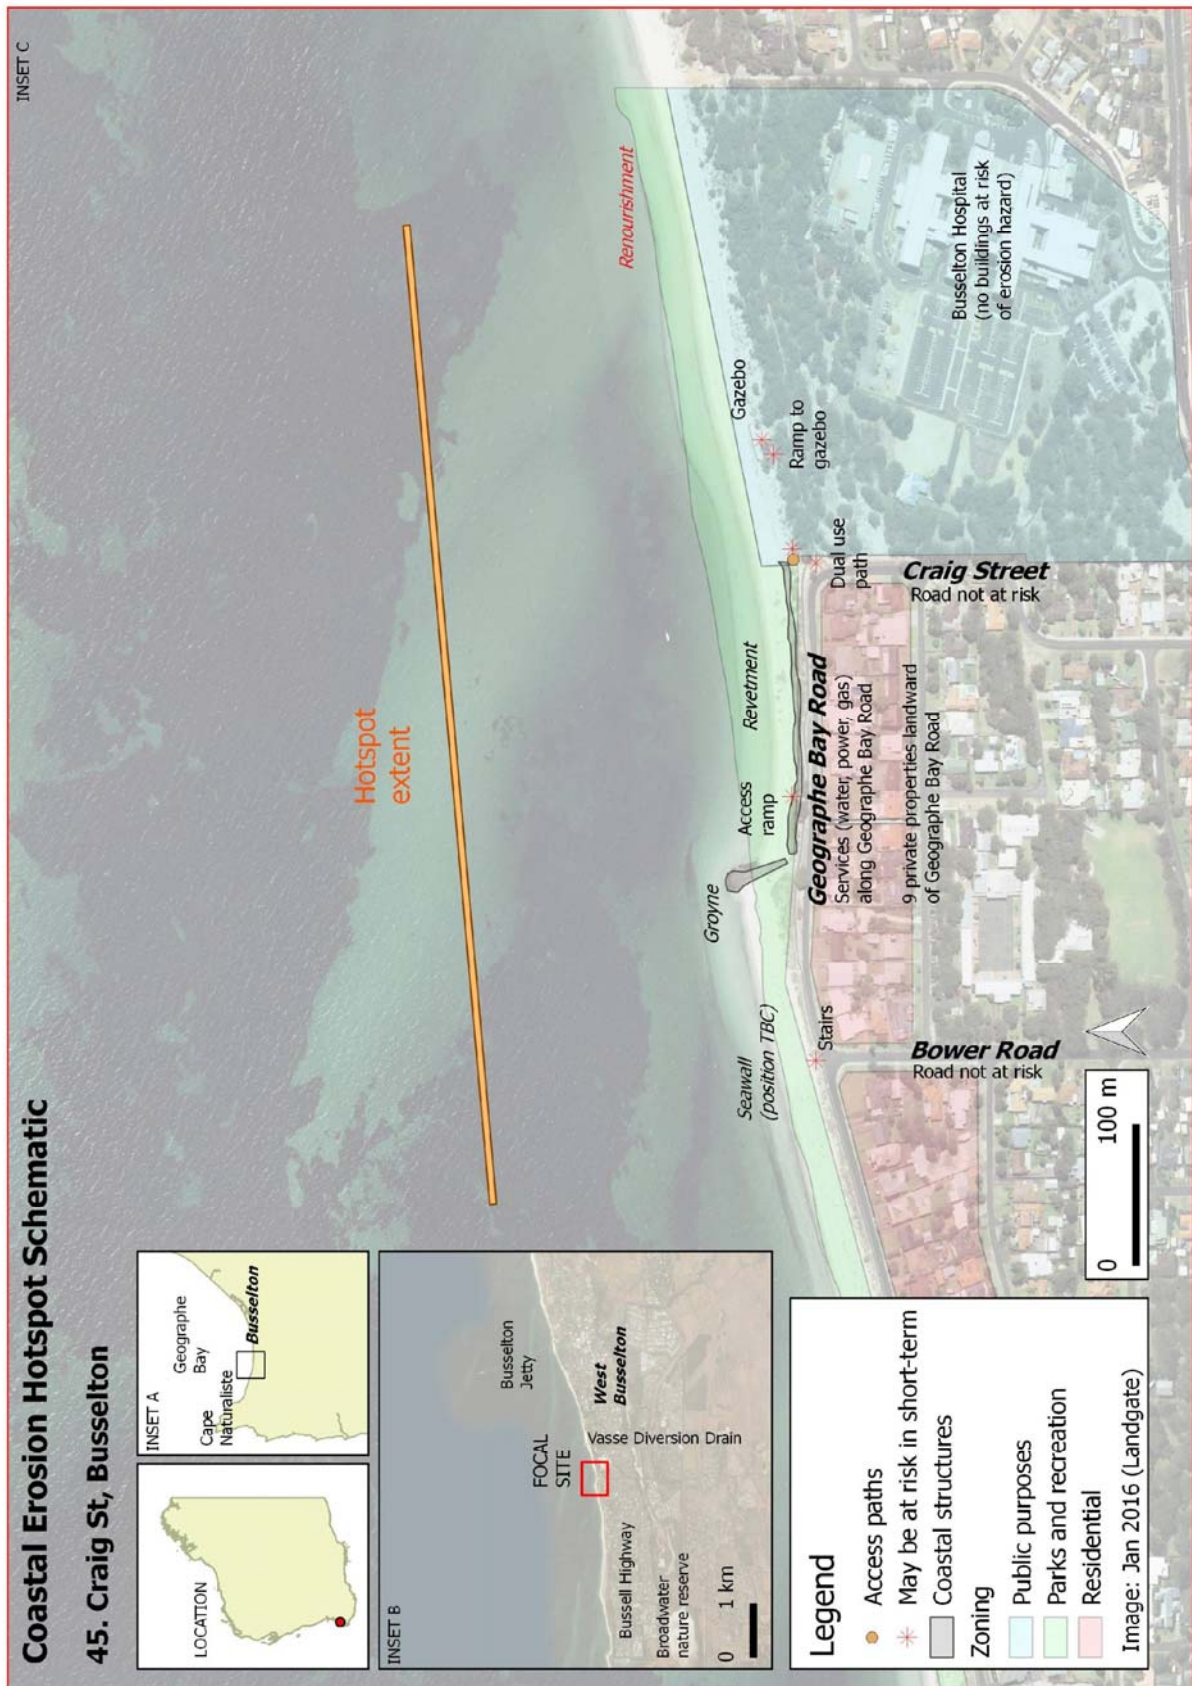 Coastal Erosion Hotspot Schematic
45. Craig St, Busselton
INSET C
LOCATION
INSET A
Cape
Naturaliste
Geographe
Bay
Busselton
INSET B
FOCAL
SITE
Busselton
Jetty
West
Busselton
Vasse Diversion Drain
Bussell Highway
Broadwater
nature reserve
0 1 km
Hotspot
extent
Renourishment
Seawall
(position TBC)
Groyne
Access
ramp
Revetment
Gazebo
Ramp to
gazebo
Stairs
Geographe Bay Road
Services (water, power, gas)
along Geographe Bay Road
9 private properties landward
of Geographe Bay Road
Dual use
path
Craig Street
Road not at risk
Bower Road
Road not at risk
Busselton Hospital
(no buildings at risk
of erosion hazard)
0 100 m
Legend
Access paths
May be at risk in short-term
Coastal structures
Zoning
Public purposes
Parks and recreation
Residential
Image: Jan 2016 (Landgate)